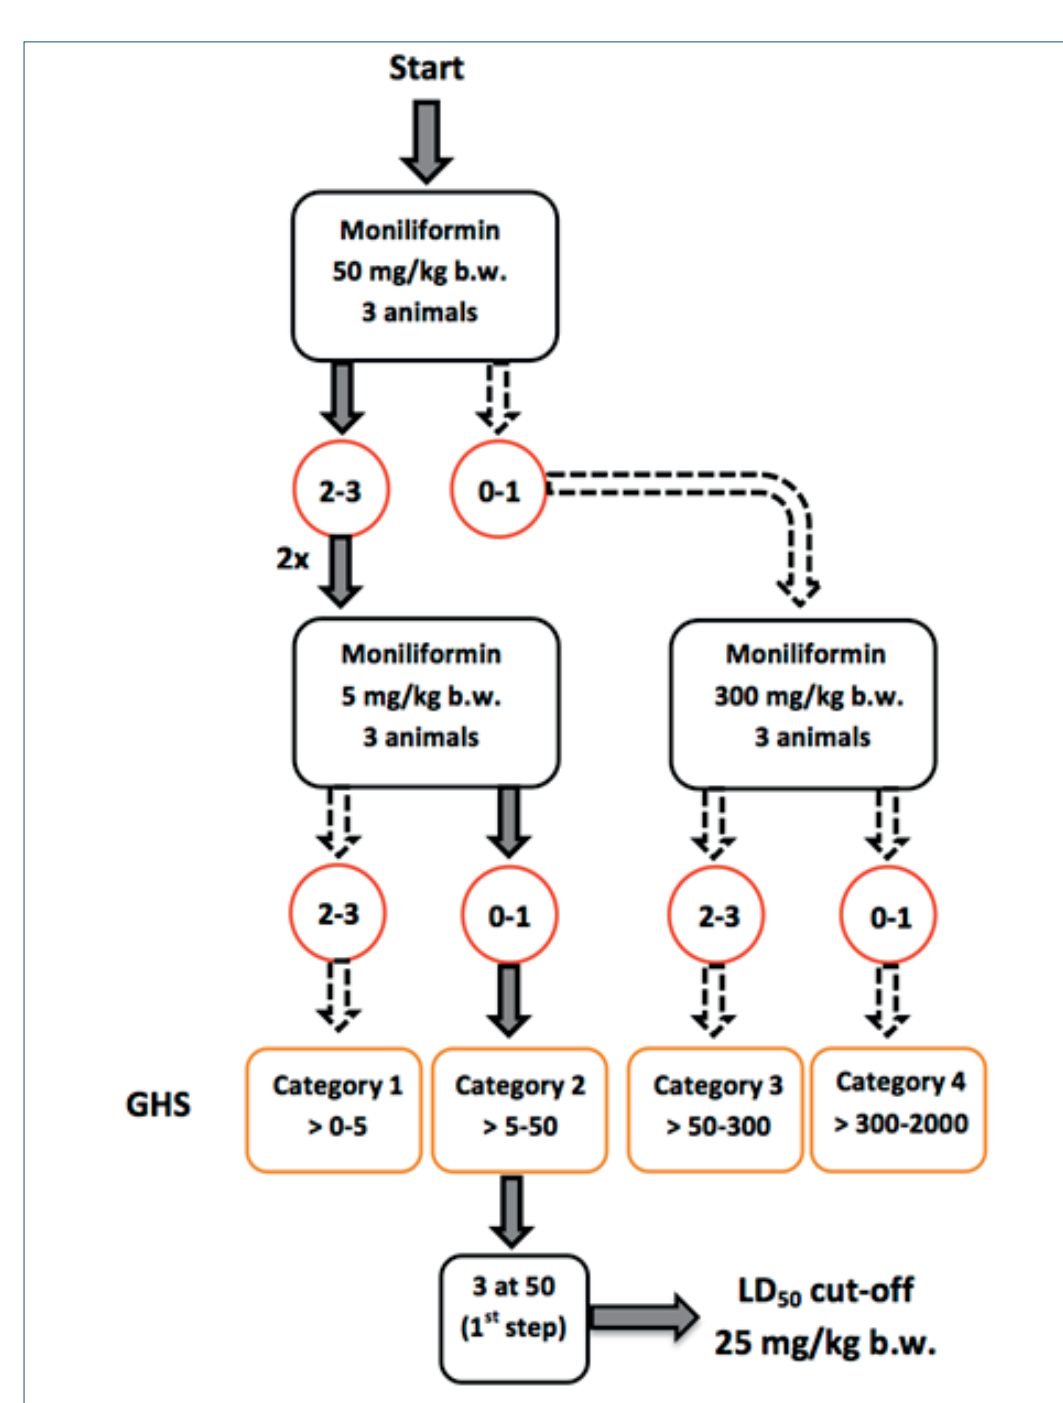 Start
Moniliformin
50 mg/kg b.w.
3 animals
2-3
0-1
2x
Moniliformin
5 mg/kg b.w.
3 animals
Moniliformin
300 mg/kg b.w.
3 animals
2-3
0-1
2-3
0-1
GHS
Category 1
> 0-5
Category 2
> 5-50
Category 3
> 50-300
Category 4
> 300-2000
3 at 50
(1st step)
LD50 cut-off
25 mg/kg b.w.